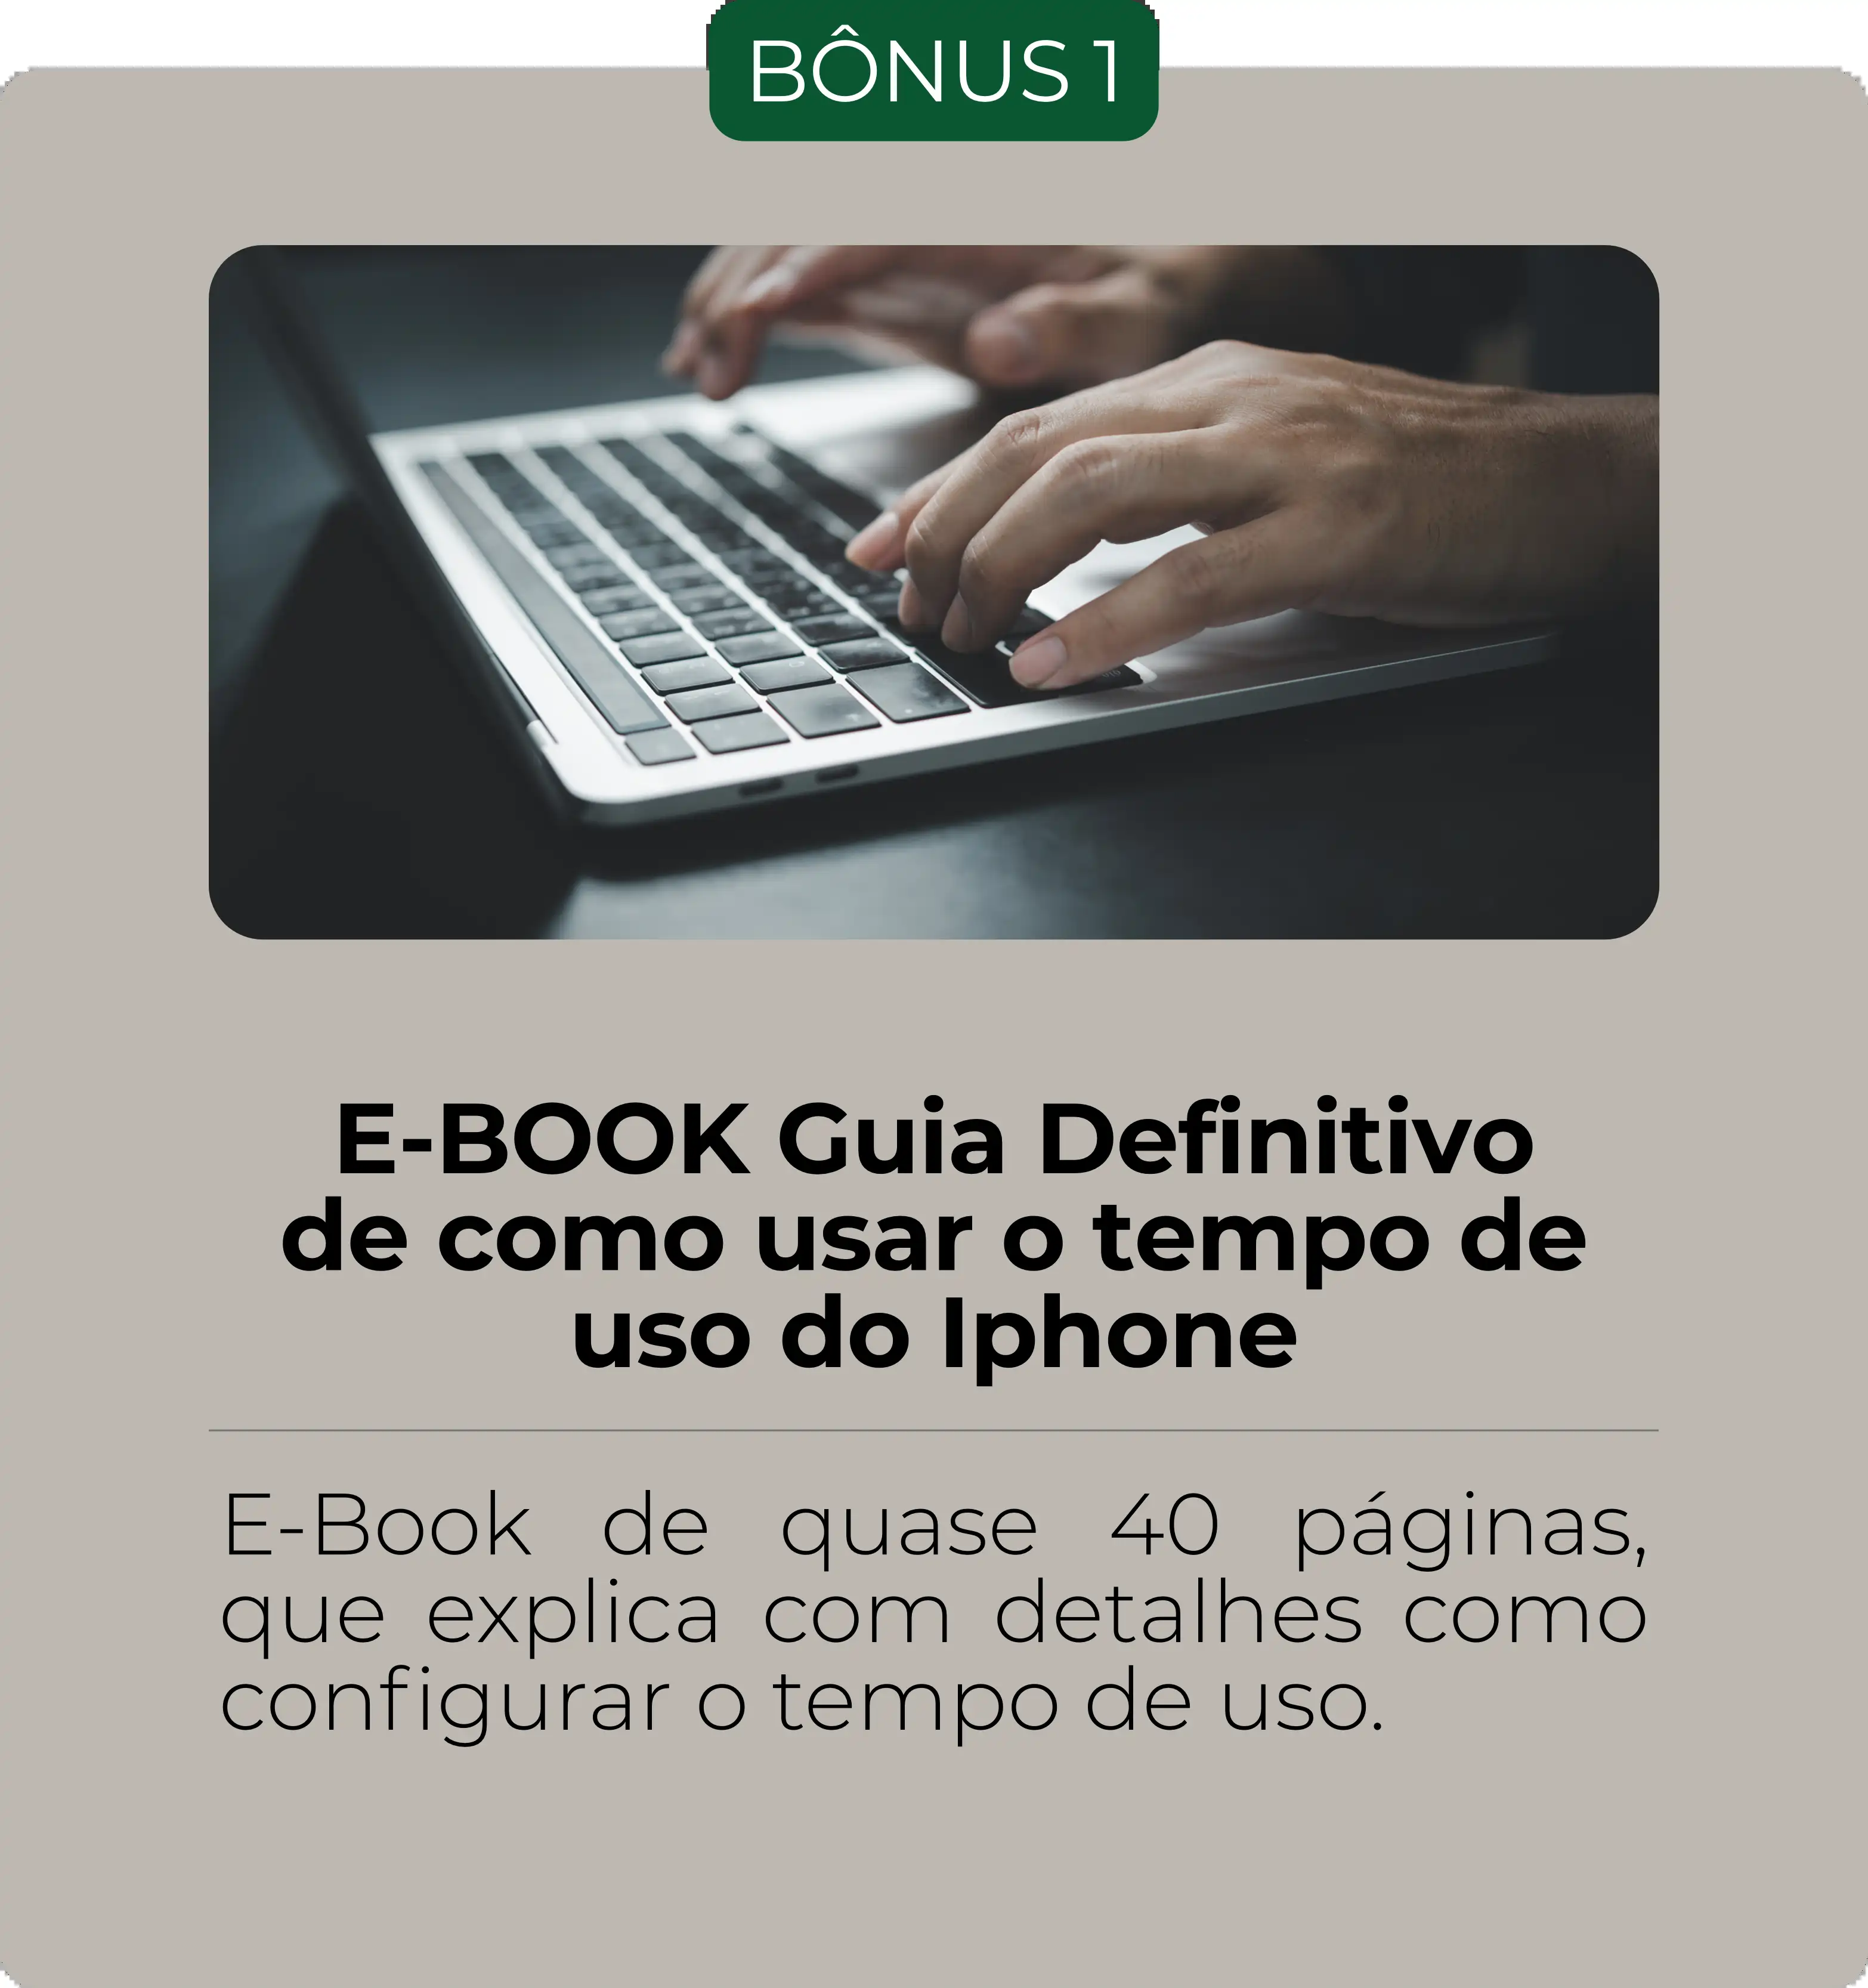 BÔNUS 1
E-BOOK Guia Definitivo
de como usar o tempo de
uso do Iphone
E-Book de quase 40 páginas,
que explica com detalhes como
configurar o tempo de uso.